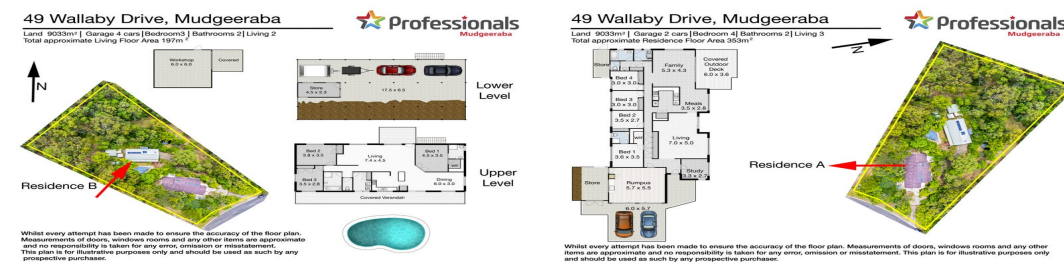 49 Wallaby Drive, Mudgeeraba
Land 9033m² | Garage 4 cars | Bedroom3 | Bathrooms 2 | Living 2
Total approximate Living Floor Area 197m²
Professionals
Mudgeeraba
N
Workshop
6.0 x 6.0
Covered
Residence B
Store
4.5 x 2.3
17.5 x 6.5
Lower
Level
Bed 2
3.8 x 3.0
Living
7.4 x 4.5
Bed 1
4.5 x 3.5
WIR
Bed 3
3.5 x 2.8
Dining
6.0 x 3.0
Covered Verandah
Upper
Level
Whilst every attempt has been made to ensure the accuracy of the floor plan.
Measurements of doors, windows rooms and any other items are approximate
and no responsibility is taken for any error, omission or misstatement.
This plan is for illustrative purposes only and should be used as such by any
prospective purchaser.
49 Wallaby Drive, Mudgeeraba
Land 9033m² | Garage 2 cars | Bedroom 4 | Bathrooms 2 | Living 3
Total approximate Residence Floor Area 353m²
Professionals
Mudgeeraba
N
Store
Family
5.3 x 4.3
Covered
Outdoor
Deck
6.0 x 3.6
Bed 4
3.0 x 3.0
Bed 3
3.0 x 3.0
Meals
3.5 x 2.8
Bed 2
3.5 x 2.7
Living
7.0 x 5.0
WIR
Bed 1
3.6 x 3.5
Study
3.3 x 2.7
Store
Rumpus
5.7 x 5.5
6.0 x 5.7
Residence A
Whilst every attempt has been made to ensure the accuracy of the floor plan. Measurements of doors, windows rooms and any other
items are approximate and no responsibility is taken for any error, omission or misstatement. This plan is for illustrative purposes only
and should be used as such by any prospective purchaser.